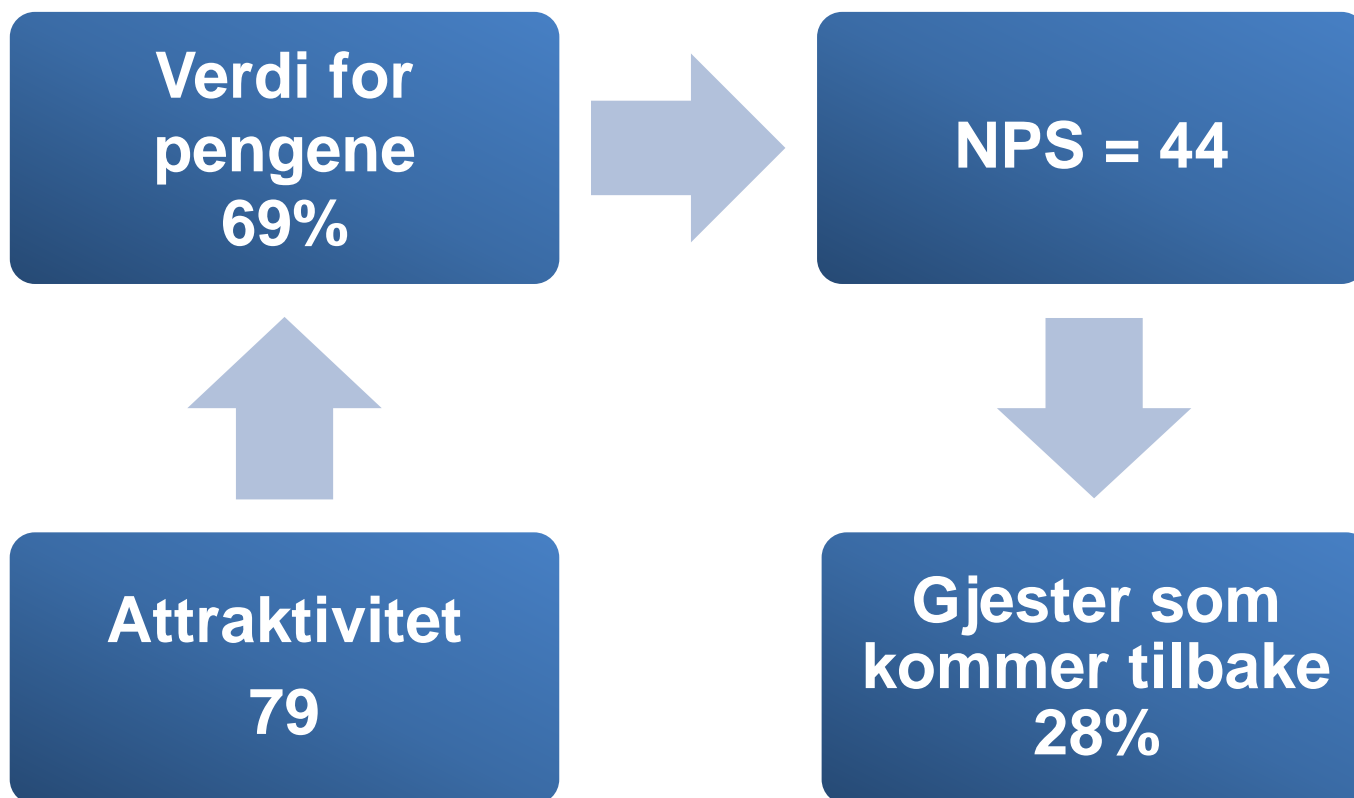 Verdi for
pengene
69%
NPS = 44
Attraktivitet
79
Gjester som
kommer tilbake
28%